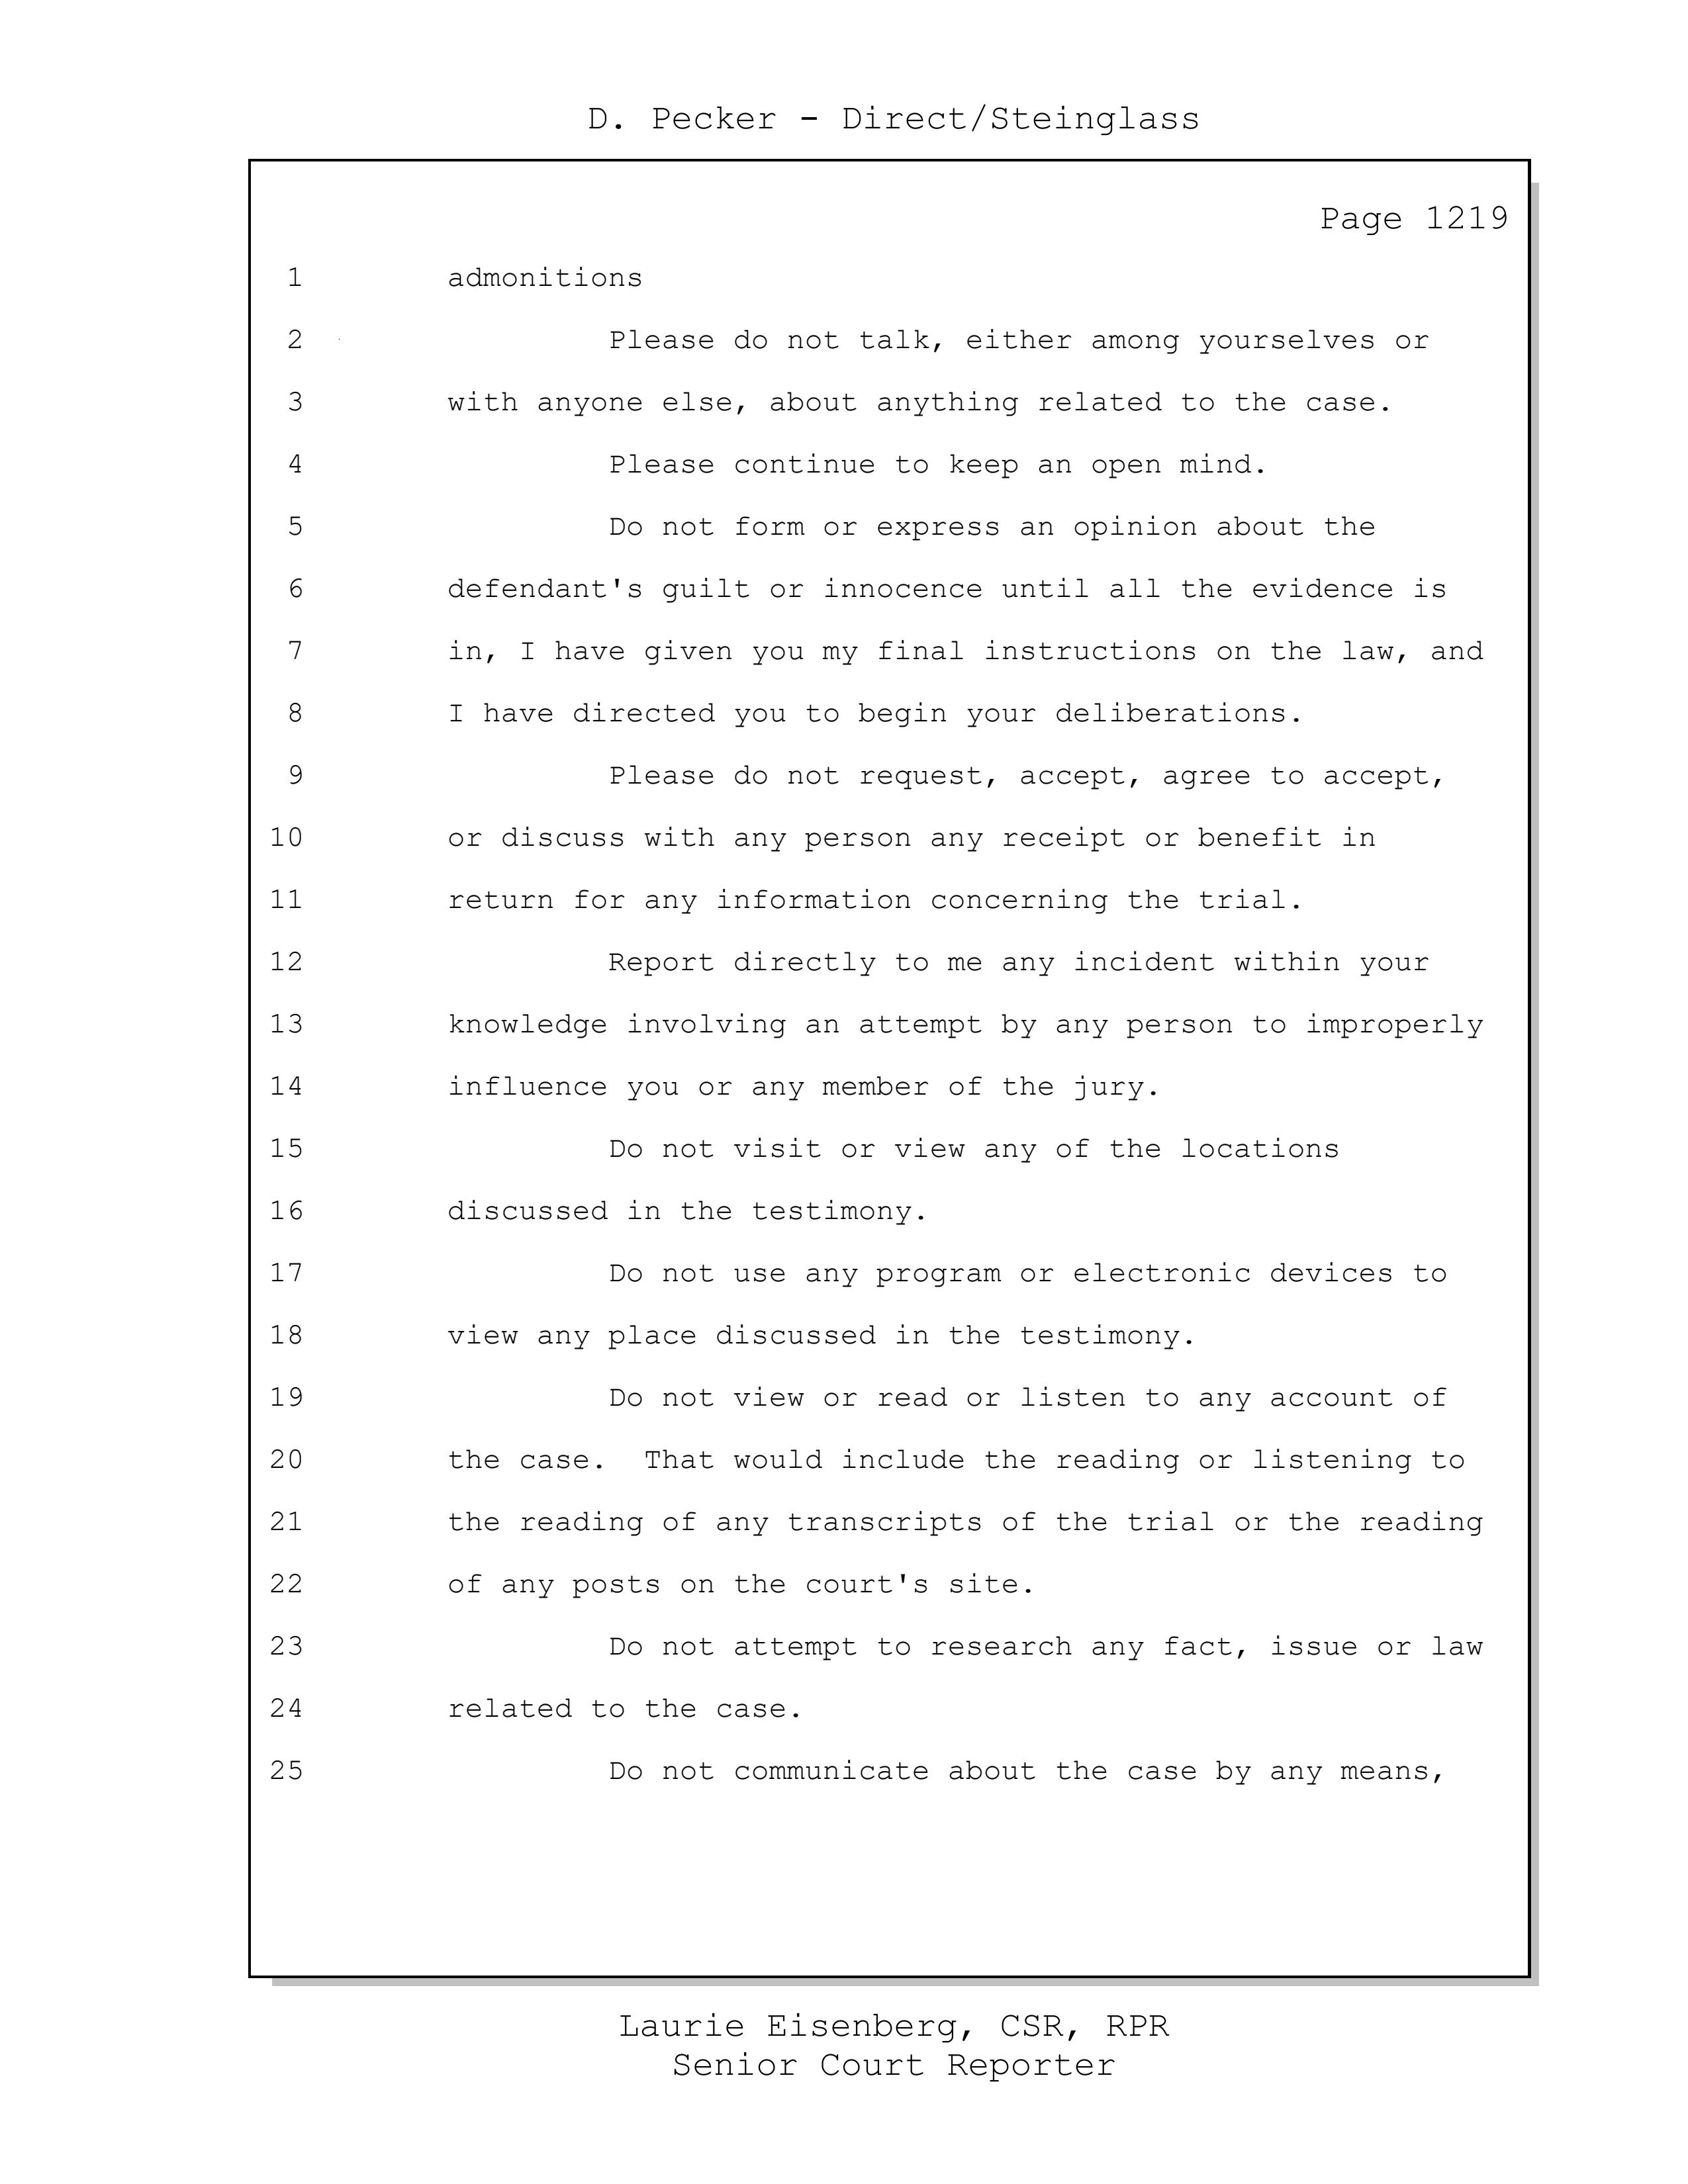 D. Pecker - Direct/Steinglass
Page 1219
1 admonitions
2 Please do not talk, either among yourselves or
3 with anyone else, about anything related to the case.
4 Please continue to keep an open mind.
5 Do not form or express an opinion about the
6 defendant's guilt or innocence until all the evidence is
7 in, I have given you my final instructions on the law, and
8 I have directed you to begin your deliberations.
9 Please do not request, accept, agree to accept,
10 or discuss with any person any receipt or benefit in
11 return for any information concerning the trial.
12 Report directly to me any incident within your
13 knowledge involving an attempt by any person to improperly
14 influence you or any member of the jury.
15 Do not visit or view any of the locations
16 discussed in the testimony.
17 Do not use any program or electronic devices to
18 view any place discussed in the testimony.
19 Do not view or read or listen to any account of
20 the case. That would include the reading or listening to
21 the reading of any transcripts of the trial or the reading
22 of any posts on the court's site.
23 Do not attempt to research any fact, issue or law
24 related to the case.
25 Do not communicate about the case by any means,
Laurie Eisenberg, CSR, RPR
Senior Court Reporter